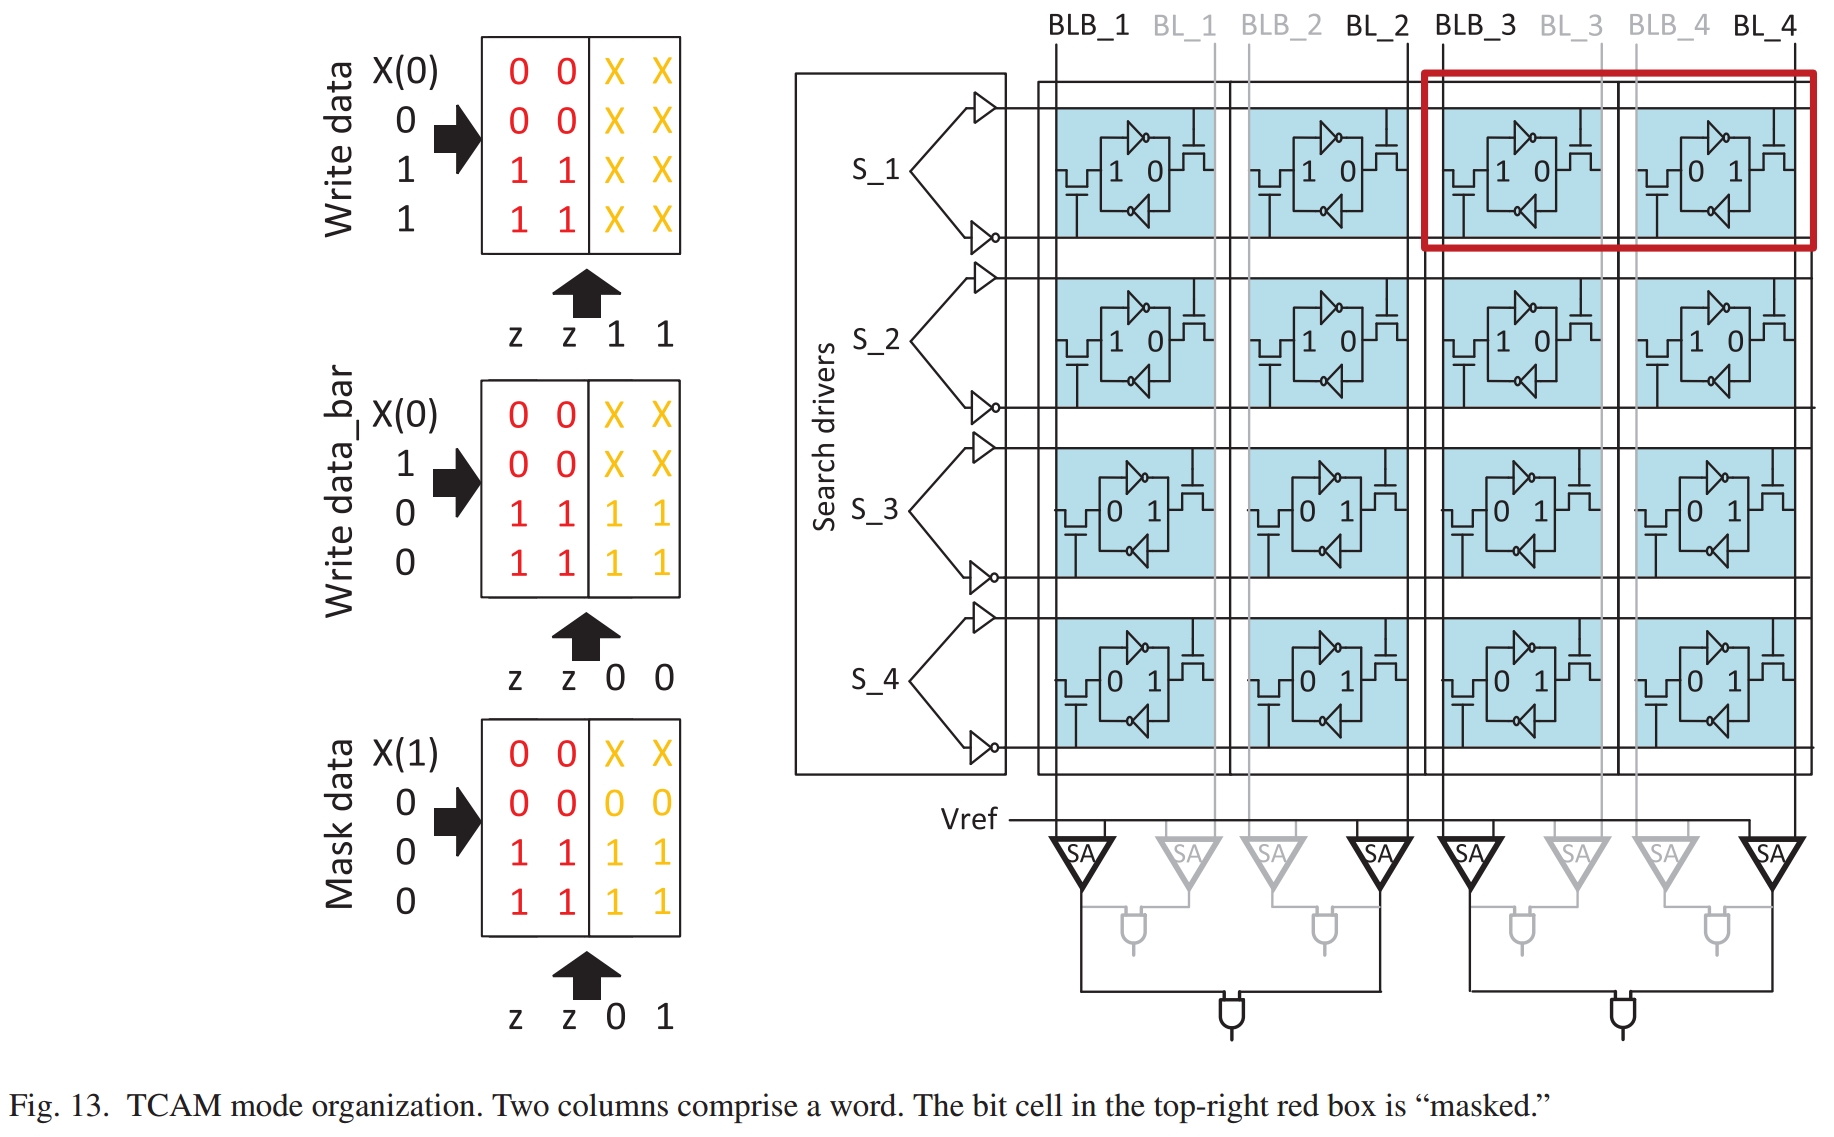 Write data
X(0) 0 0 X X
0 0 0 X X
1 1 1 X X
1 1 1 X X
z z 1 1
Write data_bar
X(0) 0 0 X X
1 0 0 X X
0 1 1 1 1
0 1 1 1 1
z z 0 0
Mask data
X(1) 0 0 X X
0 0 0 0 0
0 1 1 1 1
0 1 1 1 1
z z 0 1
BLB_1 BL_1 BLB_2 BL_2 BLB_3 BL_3 BLB_4 BL_4
Search drivers
S_1 1 0 1 0 1 0 0 1
S_2 1 0 1 0 1 0 1 0
S_3 0 1 0 1 0 1 0 1
S_4 0 1 0 1 0 1 0 1
Vref
SA SA SA SA SA SA SA SA
Fig. 13. TCAM mode organization. Two columns comprise a word. The bit cell in the top-right red box is “masked.”